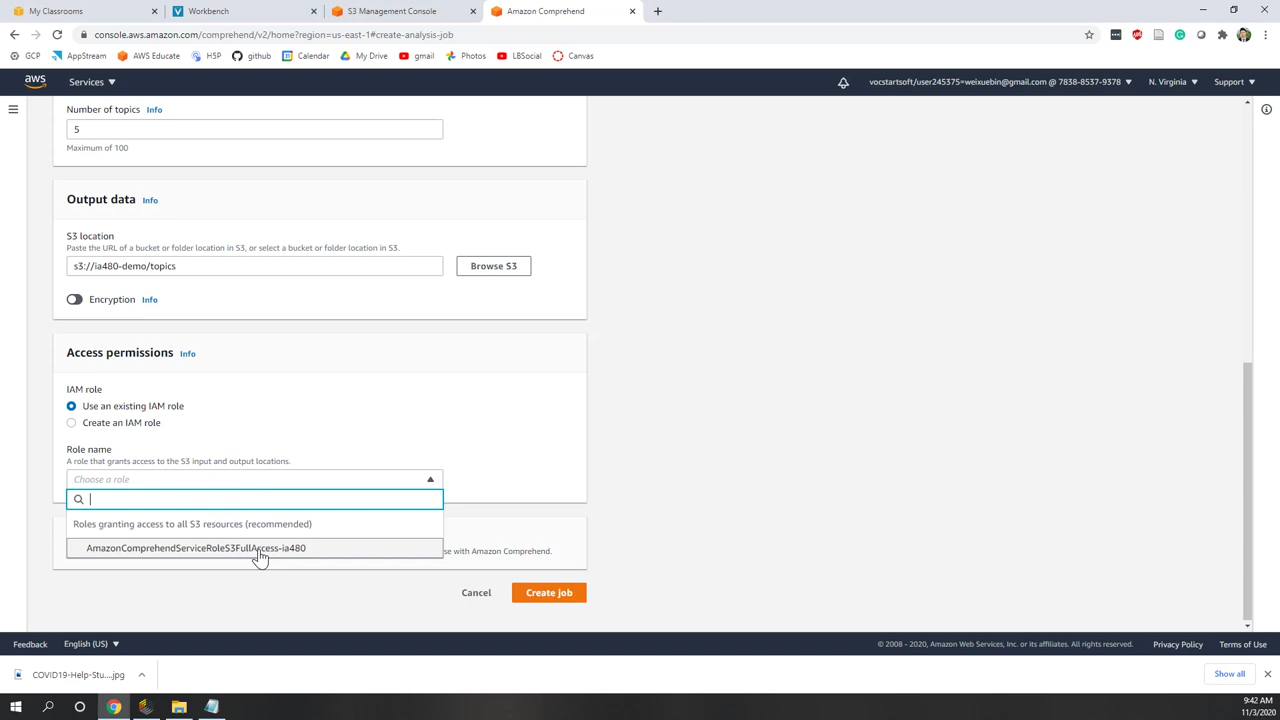 My Classrooms
Workbench
S3 Management Console
Amazon Comprehend
console.aws.amazon.com/comprehend/v2/home?region=us-east-1#create-analysis-job
GCP
AppStream
AWS Educate
H5P
github
Calendar
My Drive
gmail
Photos
LBSocial
Canvas
aws
Services
vocstartsoft/user245375=weixuebin@gmail.com @ 7838-8537-9378
N. Virginia
Support
Number of topics Info
5
Maximum of 100
Output data Info
S3 location
Paste the URL of a bucket or folder location in S3, or select a bucket or folder location in S3.
s3://ia480-demo/topics
Browse S3
Encryption Info
Access permissions Info
IAM role
Use an existing IAM role
Create an IAM role
Role name
A role that grants access to the S3 input and output locations.
Choose a role
Roles granting access to all S3 resources (recommended)
AmazonComprehendServiceRoleS3FullAccess-ia480
se with Amazon Comprehend.
Cancel
Create job
Feedback
English (US)
© 2008 - 2020, Amazon Web Services, Inc. or its affiliates. All rights reserved.
Privacy Policy
Terms of Use
COVID19-Help-Stu....jpg
Show all
9:42 AM
11/3/2020